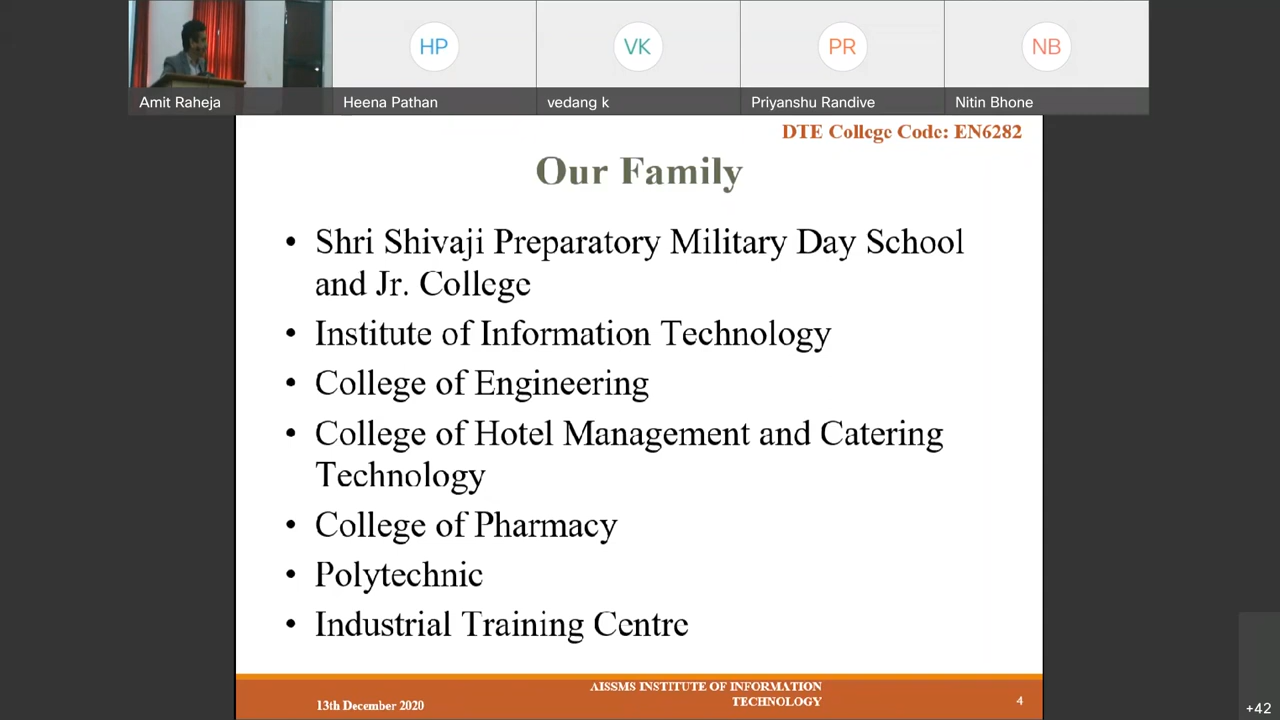 HP
VK
PR
NB
Amit Raheja
Heena Pathan
vedang k
Priyanshu Randive
Nitin Bhone
DTE College Code: EN6282
Our Family
• Shri Shivaji Preparatory Military Day School
and Jr. College
• Institute of Information Technology
• College of Engineering
• College of Hotel Management and Catering
Technology
• College of Pharmacy
• Polytechnic
• Industrial Training Centre
13th December 2020
AISSMS INSTITUTE OF INFORMATION
TECHNOLOGY
4
+42